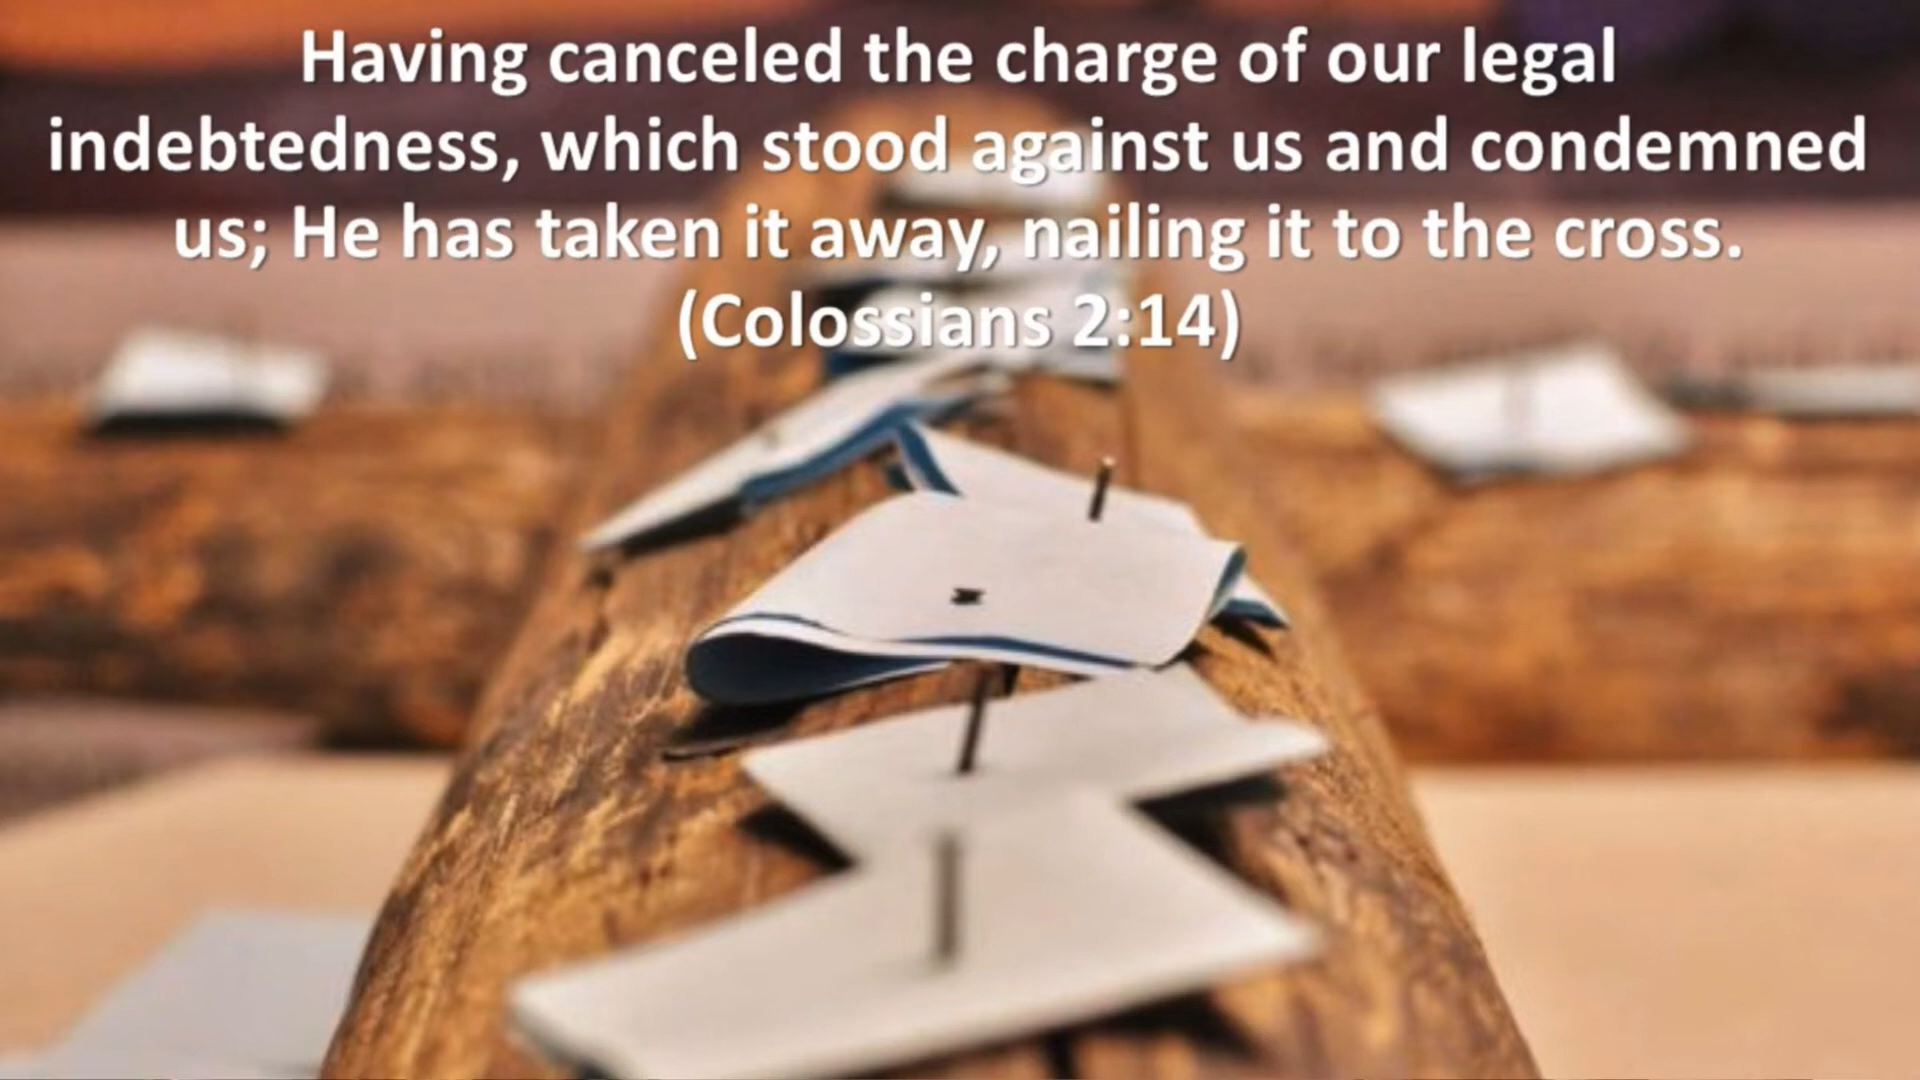 Having canceled the charge of our legal
indebtedness, which stood against us and condemned
us; He has taken it away, nailing it to the cross.
(Colossians 2:14)